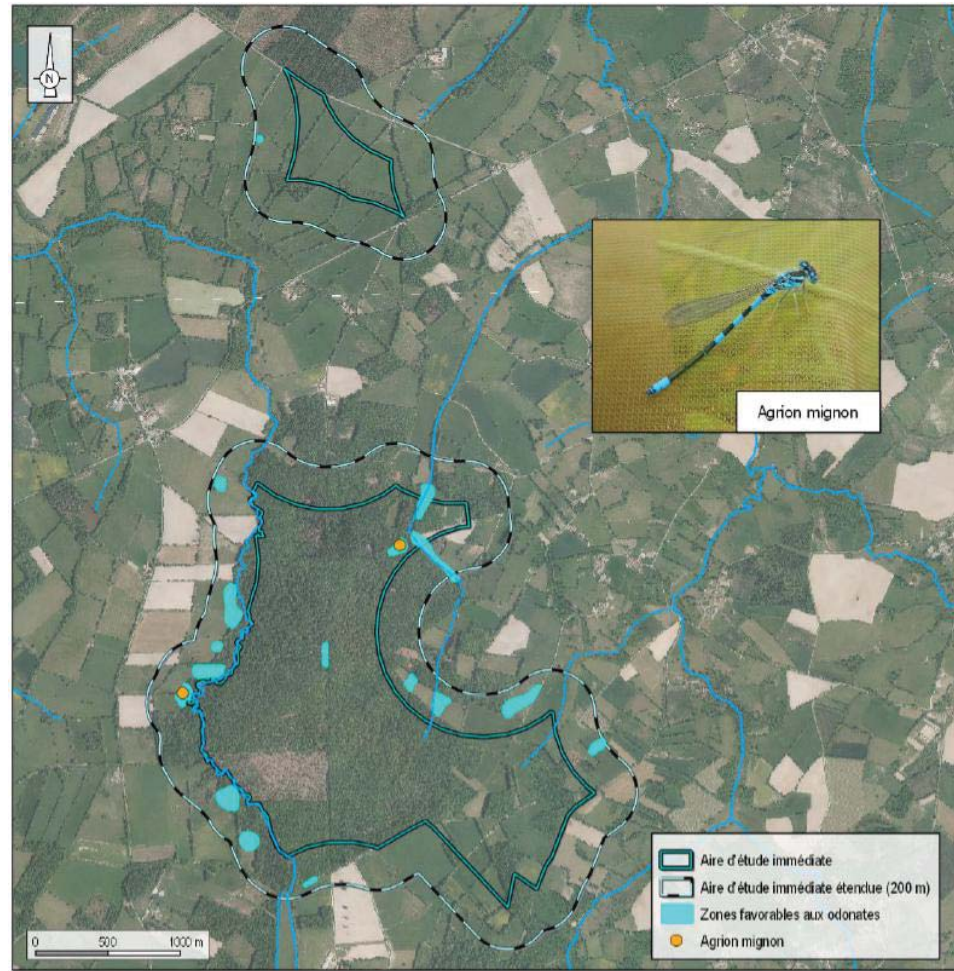 N
Agrion mignon
Aire d'étude immédiate
Aire d'étude immédiate étendue (200 m)
Zones favorables aux odonates
Agrion mignon
0 500 1000 m